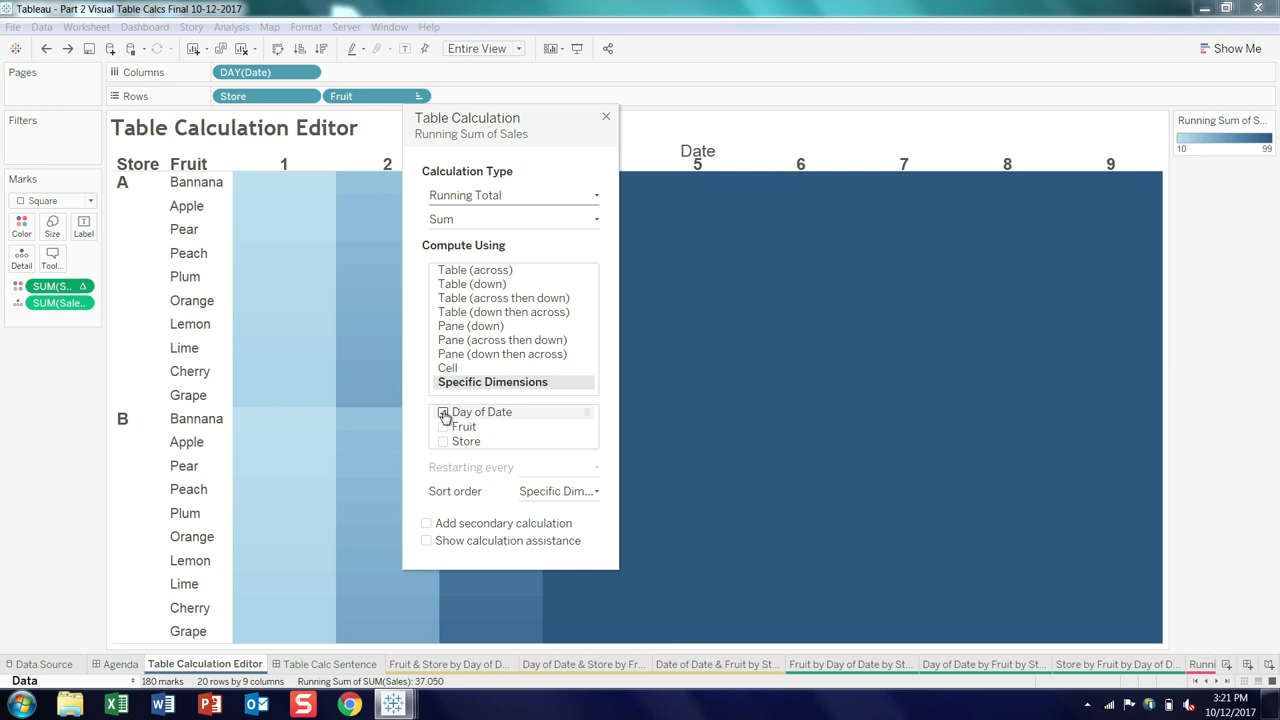 Tableau - Part 2 Visual Table Calcs Final 10-12-2017
File Data Worksheet Dashboard Story Analysis Map Format Server Window Help
Entire View
Show Me
Pages
Columns
DAY(Date)
Rows
Store
Fruit
Filters
Marks
Square
Color
Size
Label
Detail
Tool...
SUM(S..
SUM(Sale..
Table Calculation Editor
Date
Store Fruit 1 2 5 6 7 8 9
A Bannana
Apple
Pear
Peach
Plum
Orange
Lemon
Lime
Cherry
Grape
B Bannana
Apple
Pear
Peach
Plum
Orange
Lemon
Lime
Cherry
Grape
Table Calculation
Running Sum of Sales
Calculation Type
Running Total
Sum
Compute Using
Table (across)
Table (down)
Table (across then down)
Table (down then across)
Pane (down)
Pane (across then down)
Pane (down then across)
Cell
Specific Dimensions
Day of Date
Fruit
Store
Restarting every
Sort order
Specific Dim...
Add secondary calculation
Show calculation assistance
Running Sum of S...
10 99
Data Source Agenda Table Calculation Editor Table Calc Sentence Fruit & Store by Day of D... Day of Date & Store by Fr... Date of Date & Fruit by St... Fruit by Day of Date by St... Day of Date by Fruit by St... Store by Fruit by Day of D... Runni
Data 180 marks 20 rows by 9 columns Running Sum of SUM(Sales): 37.050
3:21 PM
10/12/2017